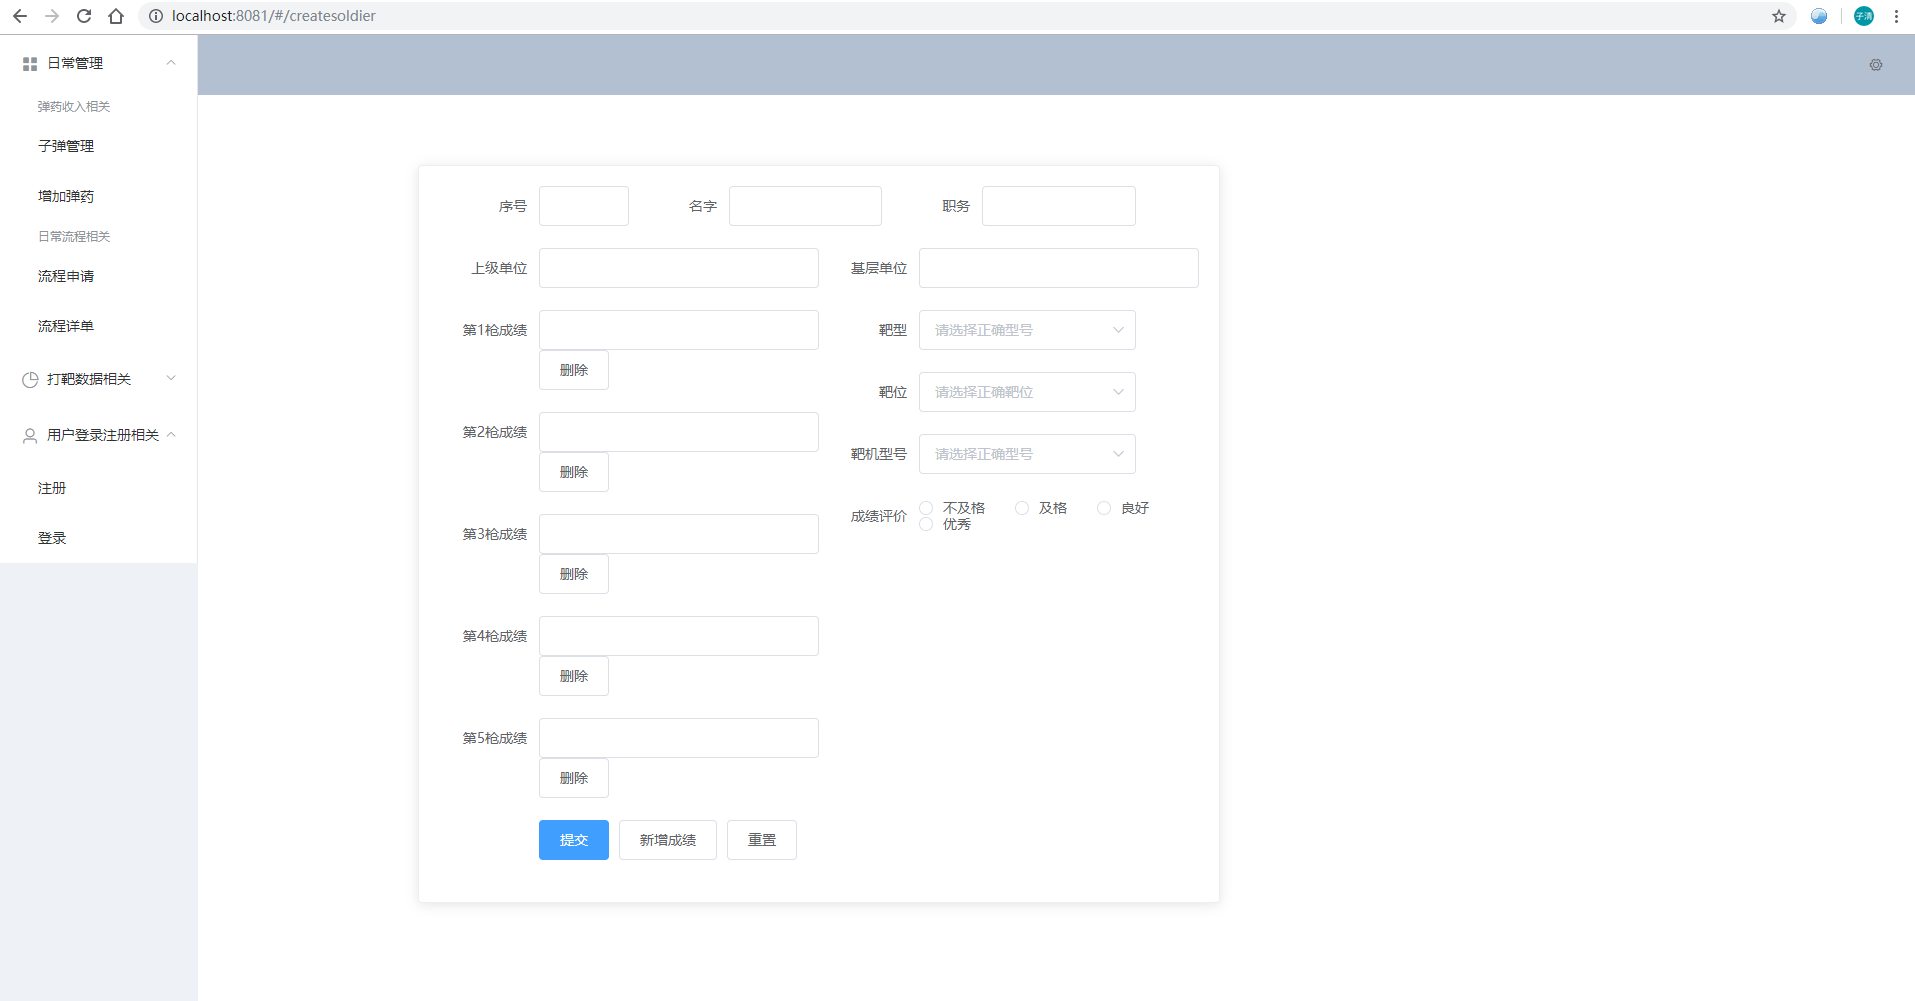 localhost:8081/#/createsoldier
子清
日常管理
弹药收入相关
子弹管理
增加弹药
日常流程相关
流程申请
流程详单
打靶数据相关
用户登录注册相关
注册
登录
序号 名字 职务
上级单位 基层单位
第1枪成绩 靶型 请选择正确型号
删除
靶位 请选择正确靶位
第2枪成绩
靶机型号 请选择正确型号
删除
成绩评价 不及格 及格 良好
优秀
第3枪成绩
删除
第4枪成绩
删除
第5枪成绩
删除
提交 新增成绩 重置